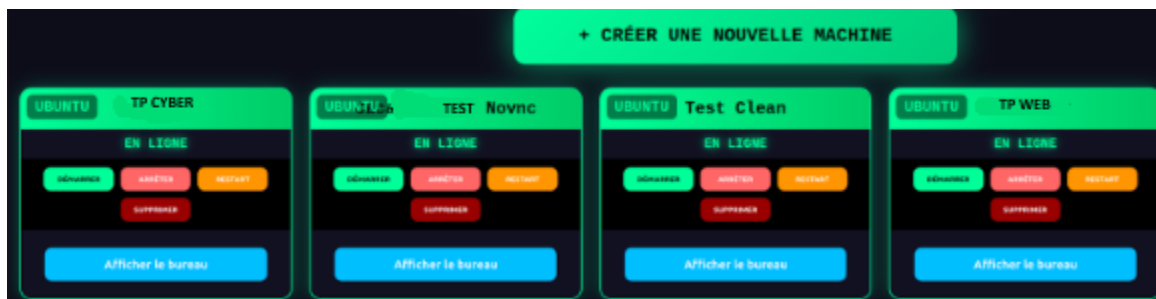 + CRÉER UNE NOUVELLE MACHINE
UBUNTU TP CYBER
EN LIGNE
DÉMARRER ARRÊTER RESTART
SUPPRIMER
Afficher le bureau
UBUNTU TEST Novnc
EN LIGNE
DÉMARRER ARRÊTER RESTART
SUPPRIMER
Afficher le bureau
UBUNTU Test Clean
EN LIGNE
DÉMARRER ARRÊTER RESTART
SUPPRIMER
Afficher le bureau
UBUNTU TP WEB
EN LIGNE
DÉMARRER ARRÊTER RESTART
SUPPRIMER
Afficher le bureau